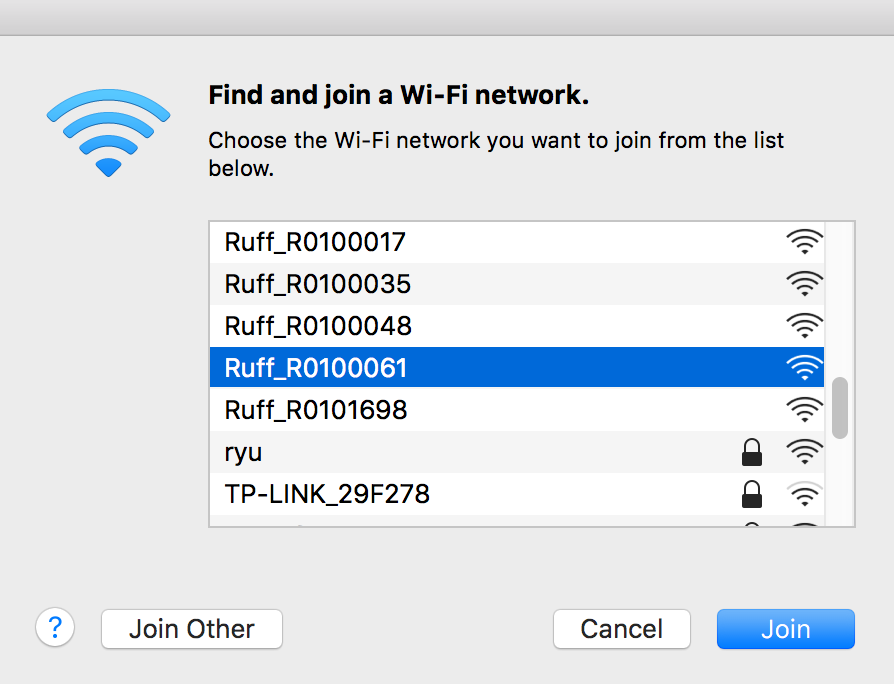 Find and join a Wi-Fi network.
Choose the Wi-Fi network you want to join from the list
below.
Ruff_R0100017
Ruff_R0100035
Ruff_R0100048
Ruff_R0100061
Ruff_R0101698
ryu
TP-LINK_29F278
? Join Other Cancel Join